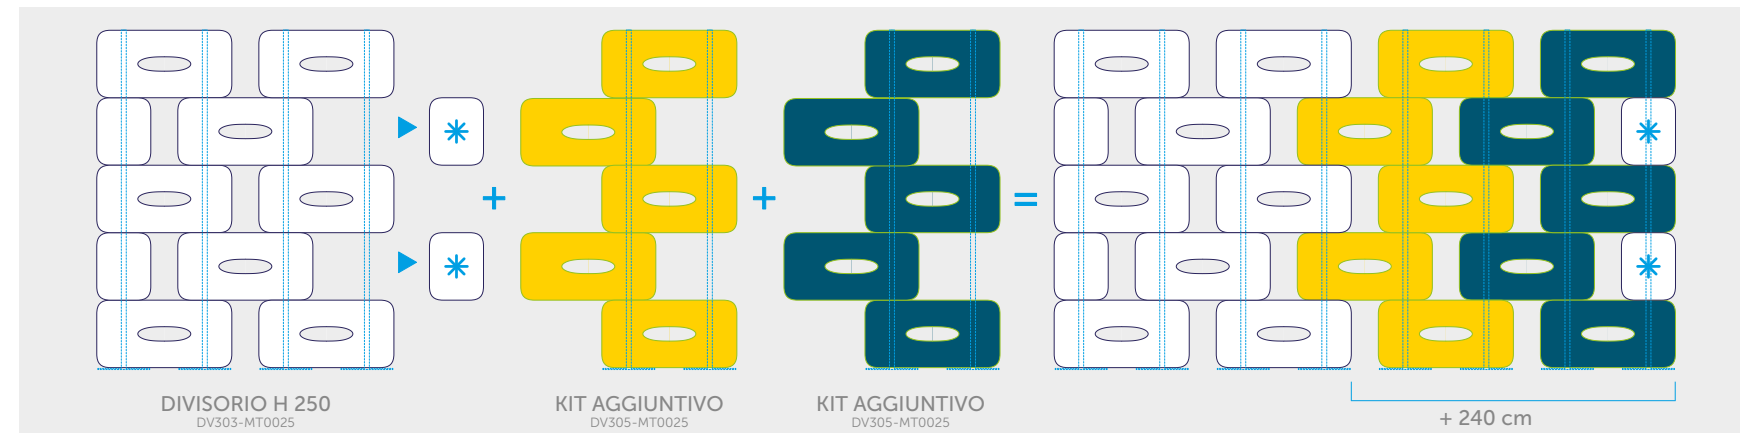 DIVISORIO H 250
DV303-MT0025
KIT AGGIUNTIVO
DV305-MT0025
KIT AGGIUNTIVO
DV305-MT0025
+ 240 cm